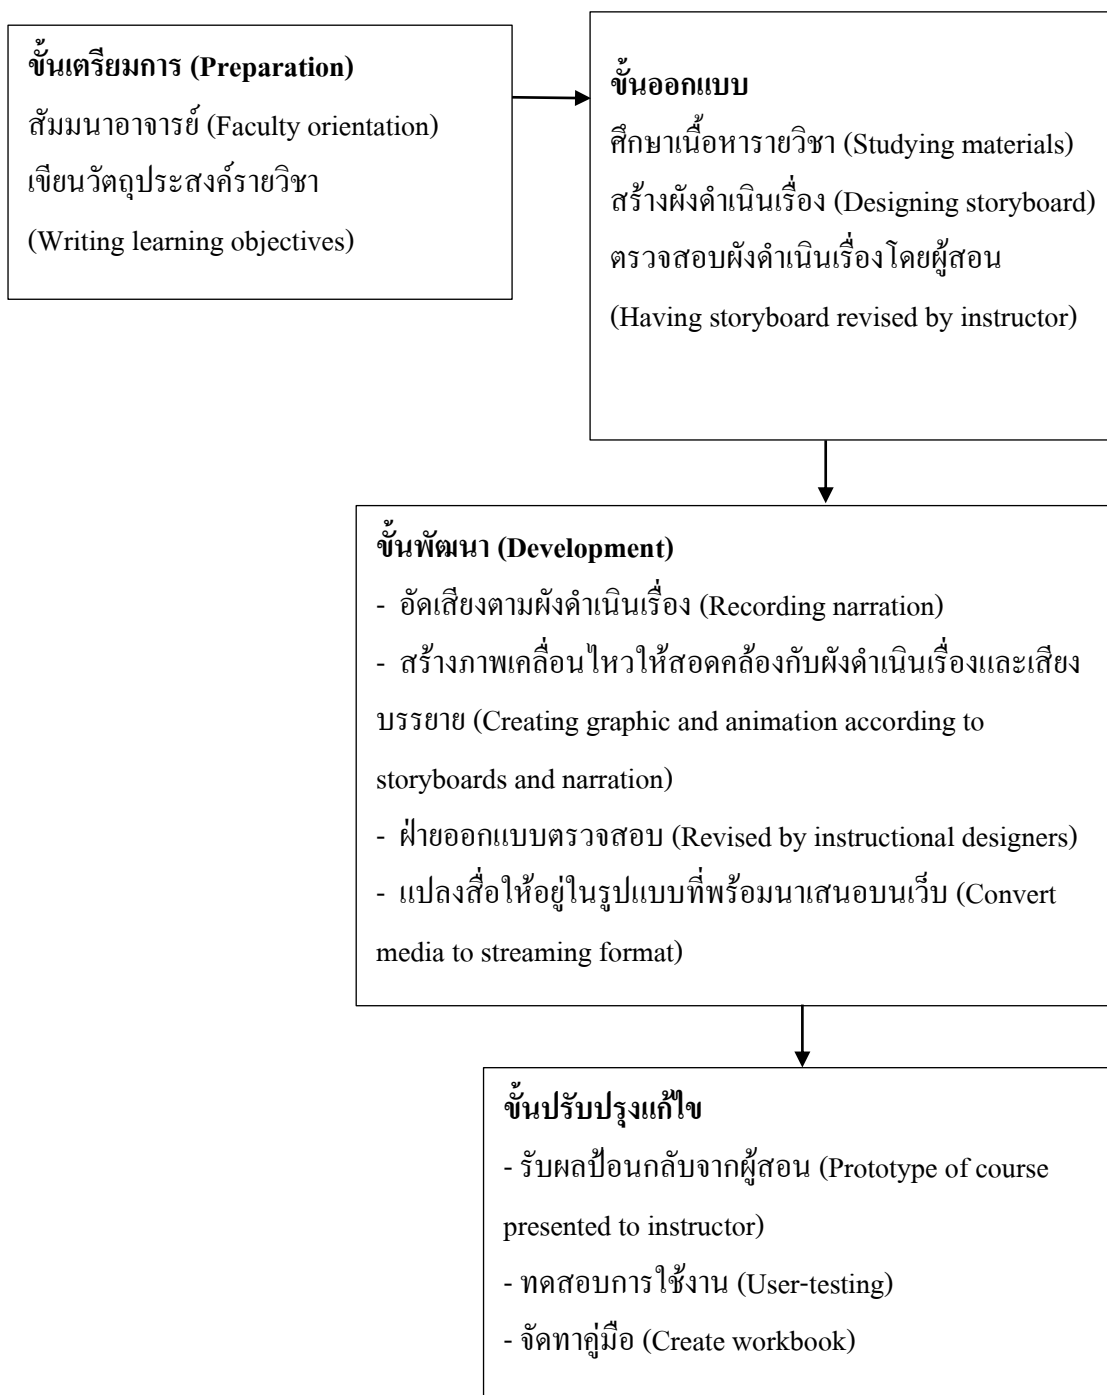 ขั้นเตรียมการ (Preparation)
สัมมนาอาจารย์ (Faculty orientation)
เขียนวัตถุประสงค์รายวิชา
(Writing learning objectives)
ขั้นออกแบบ
ศึกษาเนื้อหารายวิชา (Studying materials)
สร้างผังดำเนินเรื่อง (Designing storyboard)
ตรวจสอบผังดำเนินเรื่องโดยผู้สอน
(Having storyboard revised by instructor)
ขั้นพัฒนา (Development)
- อัดเสียงตามผังดำเนินเรื่อง (Recording narration)
- สร้างภาพเคลื่อนไหวให้สอดคล้องกับผังดำเนินเรื่องและเสียง
บรรยาย (Creating graphic and animation according to
storyboards and narration)
- ฝ่ายออกแบบตรวจสอบ (Revised by instructional designers)
- แปลงสื่อให้อยู่ในรูปแบบที่พร้อมนาเสนอบนเว็บ (Convert
media to streaming format)
ขั้นปรับปรุงแก้ไข
- รับผลป้อนกลับจากผู้สอน (Prototype of course
presented to instructor)
- ทดสอบการใช้งาน (User-testing)
- จัดทาคู่มือ (Create workbook)